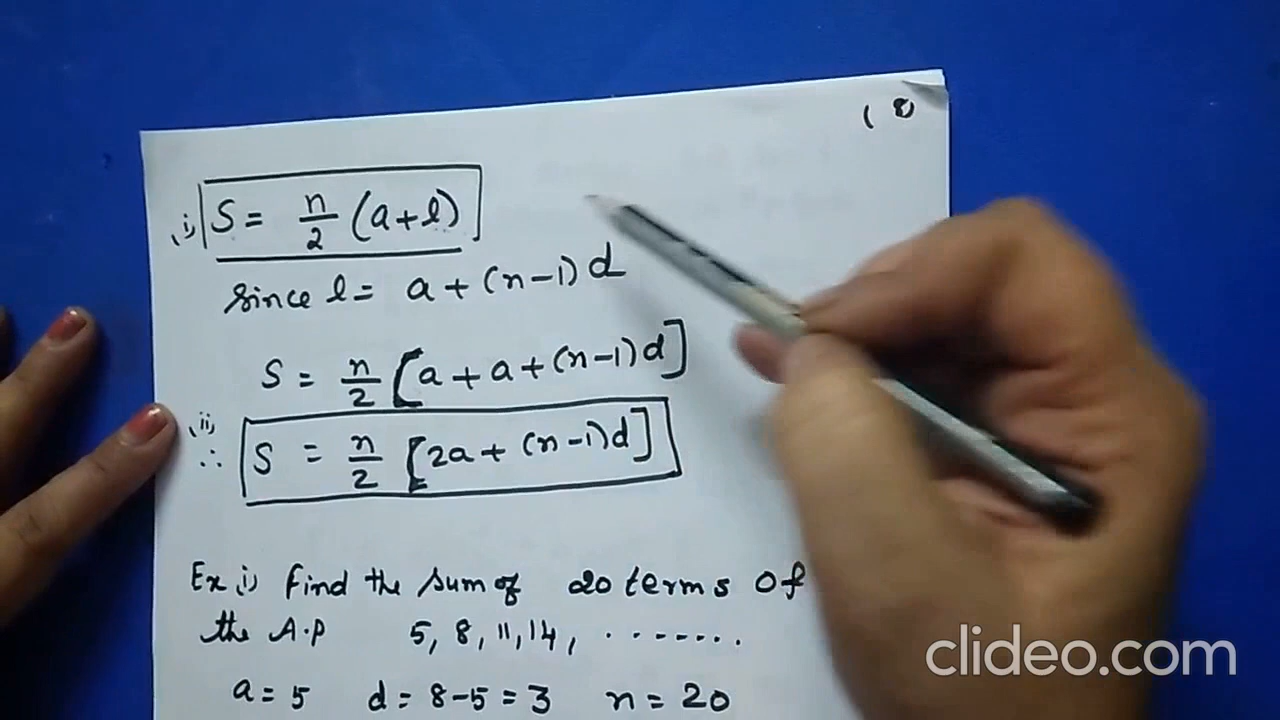 18
i) S = n/2 (a+l)
since l = a + (n-1) d
S = n/2 [a + a + (n-1) d]
ii) ∴ S = n/2 [2a + (n-1) d]
Ex i) Find the sum of 20 terms of
the A.P 5, 8, 11, 14, .......
a = 5 d = 8-5 = 3 n = 20
clideo.com